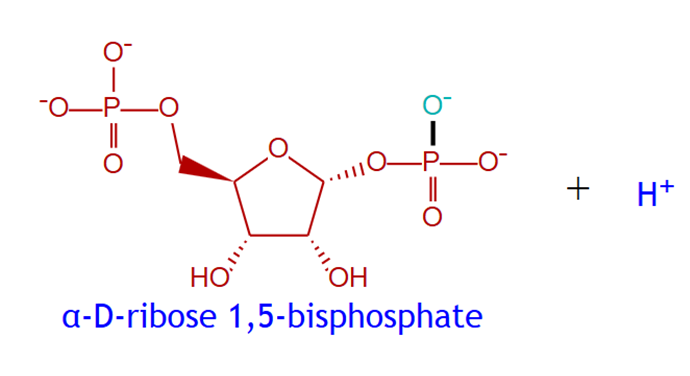 O⁻
⁻O P O
O
O
O P O⁻
O⁻
O
HO OH
+ H⁺
α-D-ribose 1,5-bisphosphate